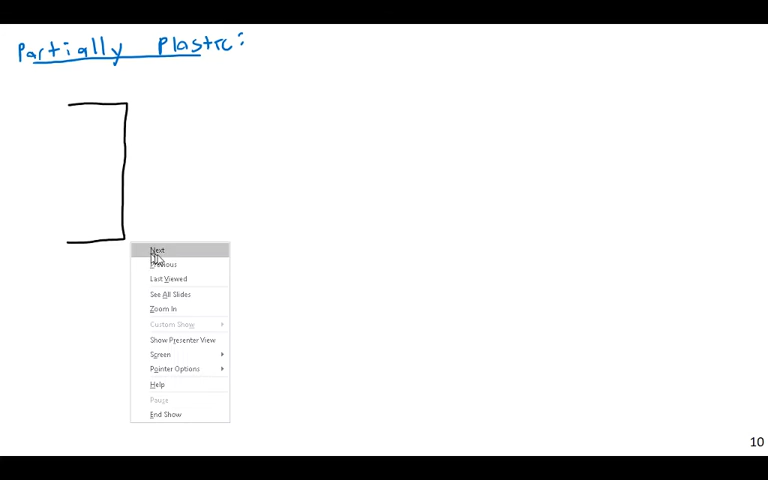 Partially Plastc:
Next
Previous
Last Viewed
See All Slides
Zoom In
Custom Show
Show Presenter View
Screen
Pointer Options
Help
Pause
End Show
10